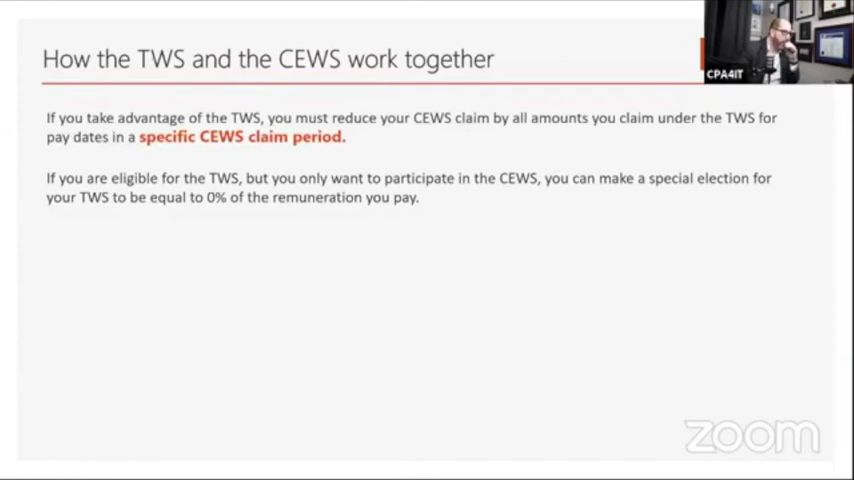 How the TWS and the CEWS work together
CPA4IT
If you take advantage of the TWS, you must reduce your CEWS claim by all amounts you claim under the TWS for
pay dates in a specific CEWS claim period.
If you are eligible for the TWS, but you only want to participate in the CEWS, you can make a special election for
your TWS to be equal to 0% of the remuneration you pay.
zoom